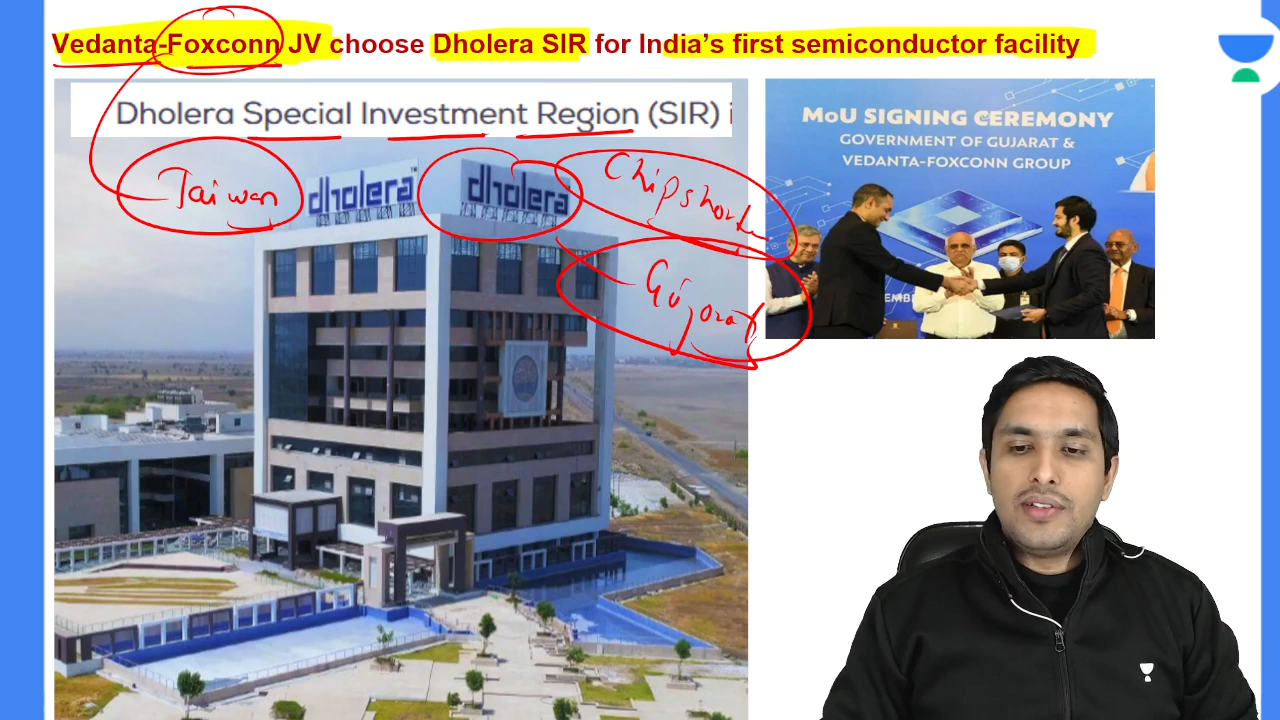 Vedanta-Foxconn JV choose Dholera SIR for India's first semiconductor facility
Dholera Special Investment Region (SIR) i
MoU SIGNING CEREMONY
GOVERNMENT OF GUJARAT &
VEDANTA-FOXCONN GROUP
Taiwan
dholera
dholera
Chip
Gujarat
EMBE